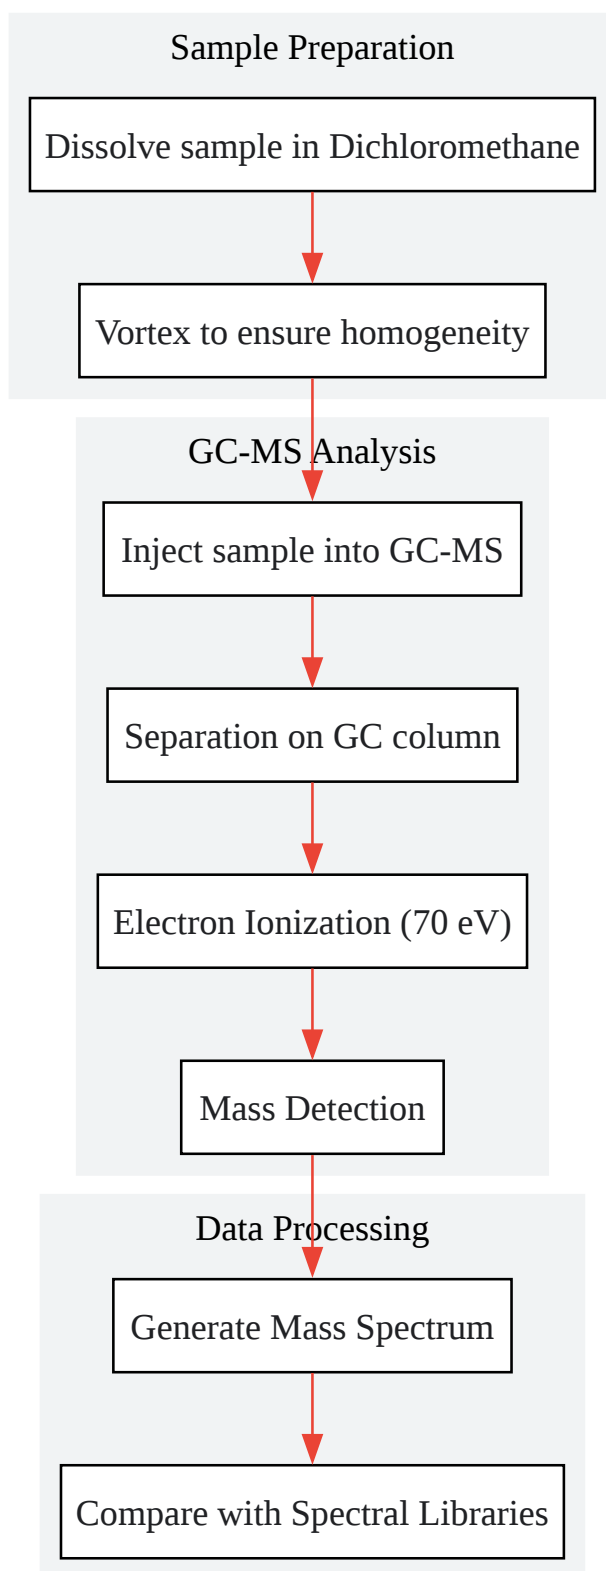 Sample Preparation
Dissolve sample in Dichloromethane
Vortex to ensure homogeneity
GC-MS Analysis
Inject sample into GC-MS
Separation on GC column
Electron Ionization (70 eV)
Mass Detection
Data Processing
Generate Mass Spectrum
Compare with Spectral Libraries